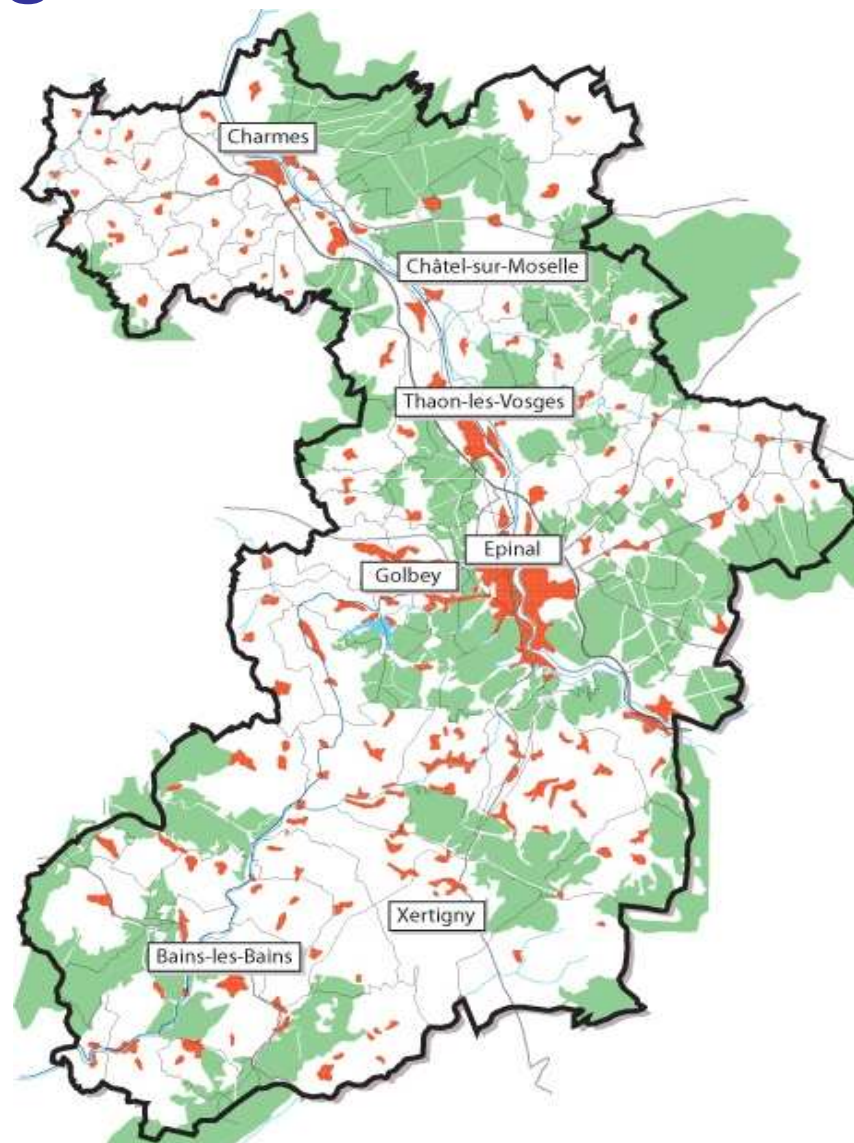 Charmes
Châtel-sur-Moselle
Thaon-les-Vosges
Epinal
Golbey
Xertigny
Bains-les-Bains